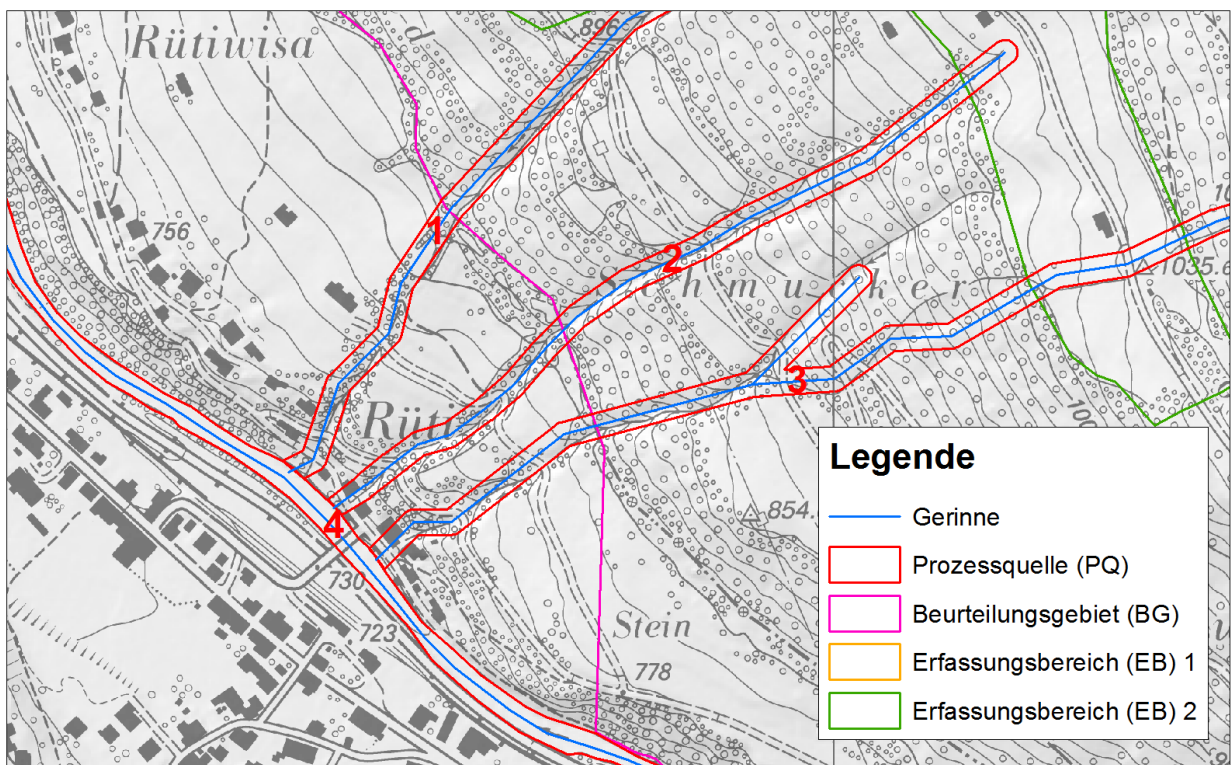 896
Rütiwisa
d
756
1
2
Schmucker
1035.
3
Rüti
100
Legende
4
854.
Gerinne
730
Prozessquelle (PQ)
723
Stein
Beurteilungsgebiet (BG)
778
Erfassungsbereich (EB) 1
Erfassungsbereich (EB) 2